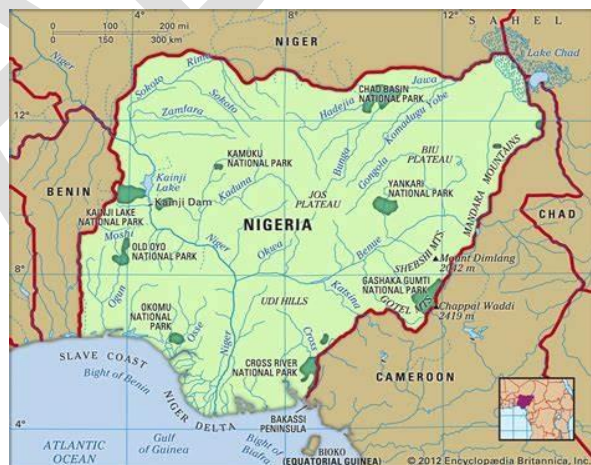 0 100 200 mi
0 150 300 km
4°
8°
12°
SAHEL
NIGER
Niger
Lake Chad
Rima
Sokoto
CHAD BASIN
NATIONAL PARK
Jawa
Sokoto
Hadejia
Komadugu Yobe
Zamfara
12°
Bunga
Gongola
BIU
PLATEAU
KAMUKU
NATIONAL PARK
MANDARA MOUNTAINS
Kainji
Lake
Kaduna
JOS
PLATEAU
YANKARI
NATIONAL PARK
BENIN
KAINJI LAKE
NATIONAL PARK
Kainji Dam
CHAD
NIGERIA
Moshi
OLD OYO
NATIONAL PARK
Niger
Okwa
Benue
SHEBSHI MTS.
Mount Dimlang
2042 m
8°
GASHAKA GUMTI
NATIONAL PARK
Ogun
Katsina
GOTEL MTS.
Chappal Waddi
2419 m
UDI HILLS
OKOMU
NATIONAL
PARK
Osse
Niger
Cross
SLAVE COAST
Bight of Benin
CROSS RIVER
NATIONAL PARK
CAMEROON
NIGER DELTA
BAKASSI
PENINSULA
4°
ATLANTIC
OCEAN
Gulf
of Guinea
Bight of
Biafra
BIOKO
(EQUATORIAL GUINEA)
© 2012 Encyclopædia Britannica, Inc.